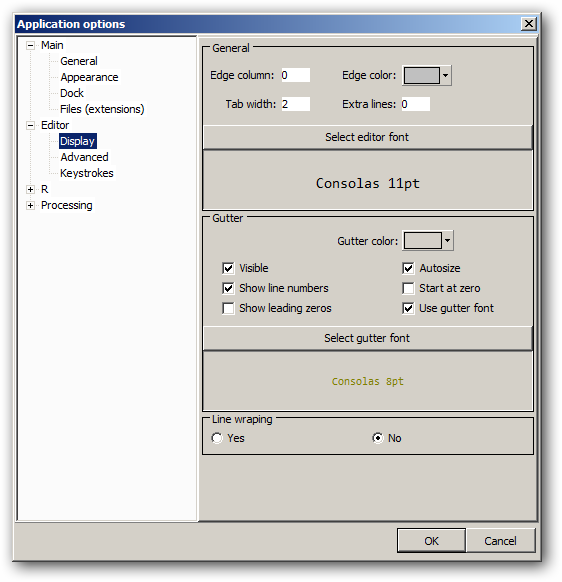 Application options
Main
General
Appearance
Dock
Files (extensions)
Editor
Display
Advanced
Keystrokes
R
Processing
General
Edge column: 0 Edge color:
Tab width: 2 Extra lines: 0
Select editor font
Consolas 11pt
Gutter
Gutter color:
Visible Autosize
Show line numbers Start at zero
Show leading zeros Use gutter font
Select gutter font
Consolas 8pt
Line wraping
Yes No
OK Cancel